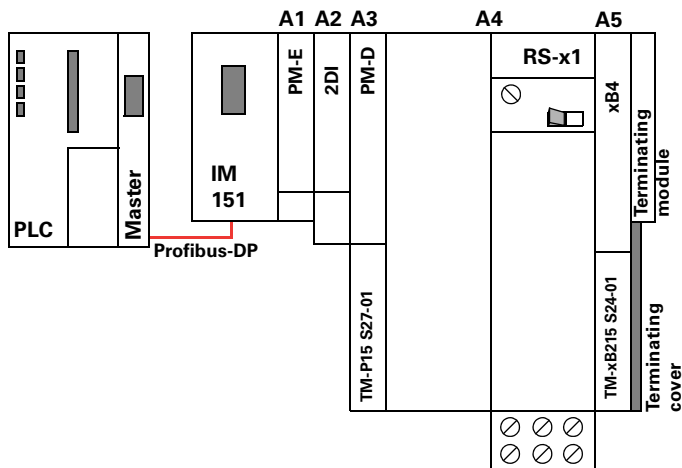 A1 A2 A3 A4 A5
PM-E
2DI
PM-D
RS-x1
xB4
IM
151
PLC
Master
Profibus-DP
TM-P15 S27-01
TM-xB215 S24-01
Terminating
module
Terminating
cover